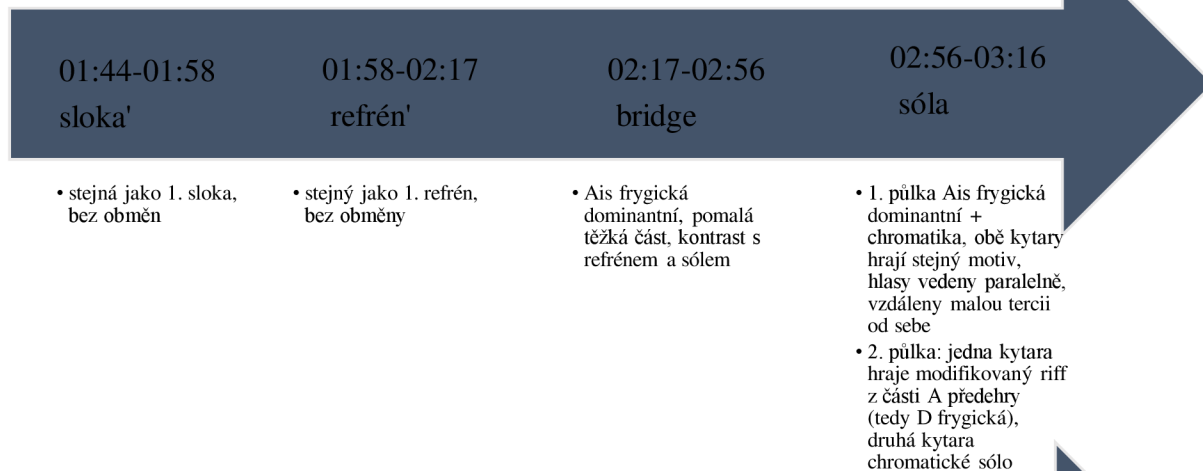 01:44-01:58
sloka'
01:58-02:17
refrén'
02:17-02:56
bridge
02:56-03:16
sóla
• stejná jako 1. sloka,
bez obměn
• stejný jako 1. refrén,
bez obměny
• Ais frygická
dominantní, pomalá
těžká část, kontrast s
refrénem a sólem
• 1. půlka Ais frygická
dominantní +
chromatika, obě kytary
hrají stejný motiv,
hlasy vedeny paralelně,
vzdáleny malou tercii
od sebe
• 2. půlka: jedna kytara
hraje modifikovaný riff
z části A předehry
(tedy D frygická),
druhá kytara
chromatické sólo